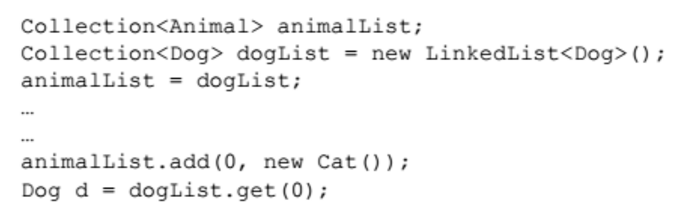 Collection<Animal> animalList;
Collection<Dog> dogList = new LinkedList<Dog>();
animalList = dogList;
…
…
animalList.add(0, new Cat());
Dog d = dogList.get(0);